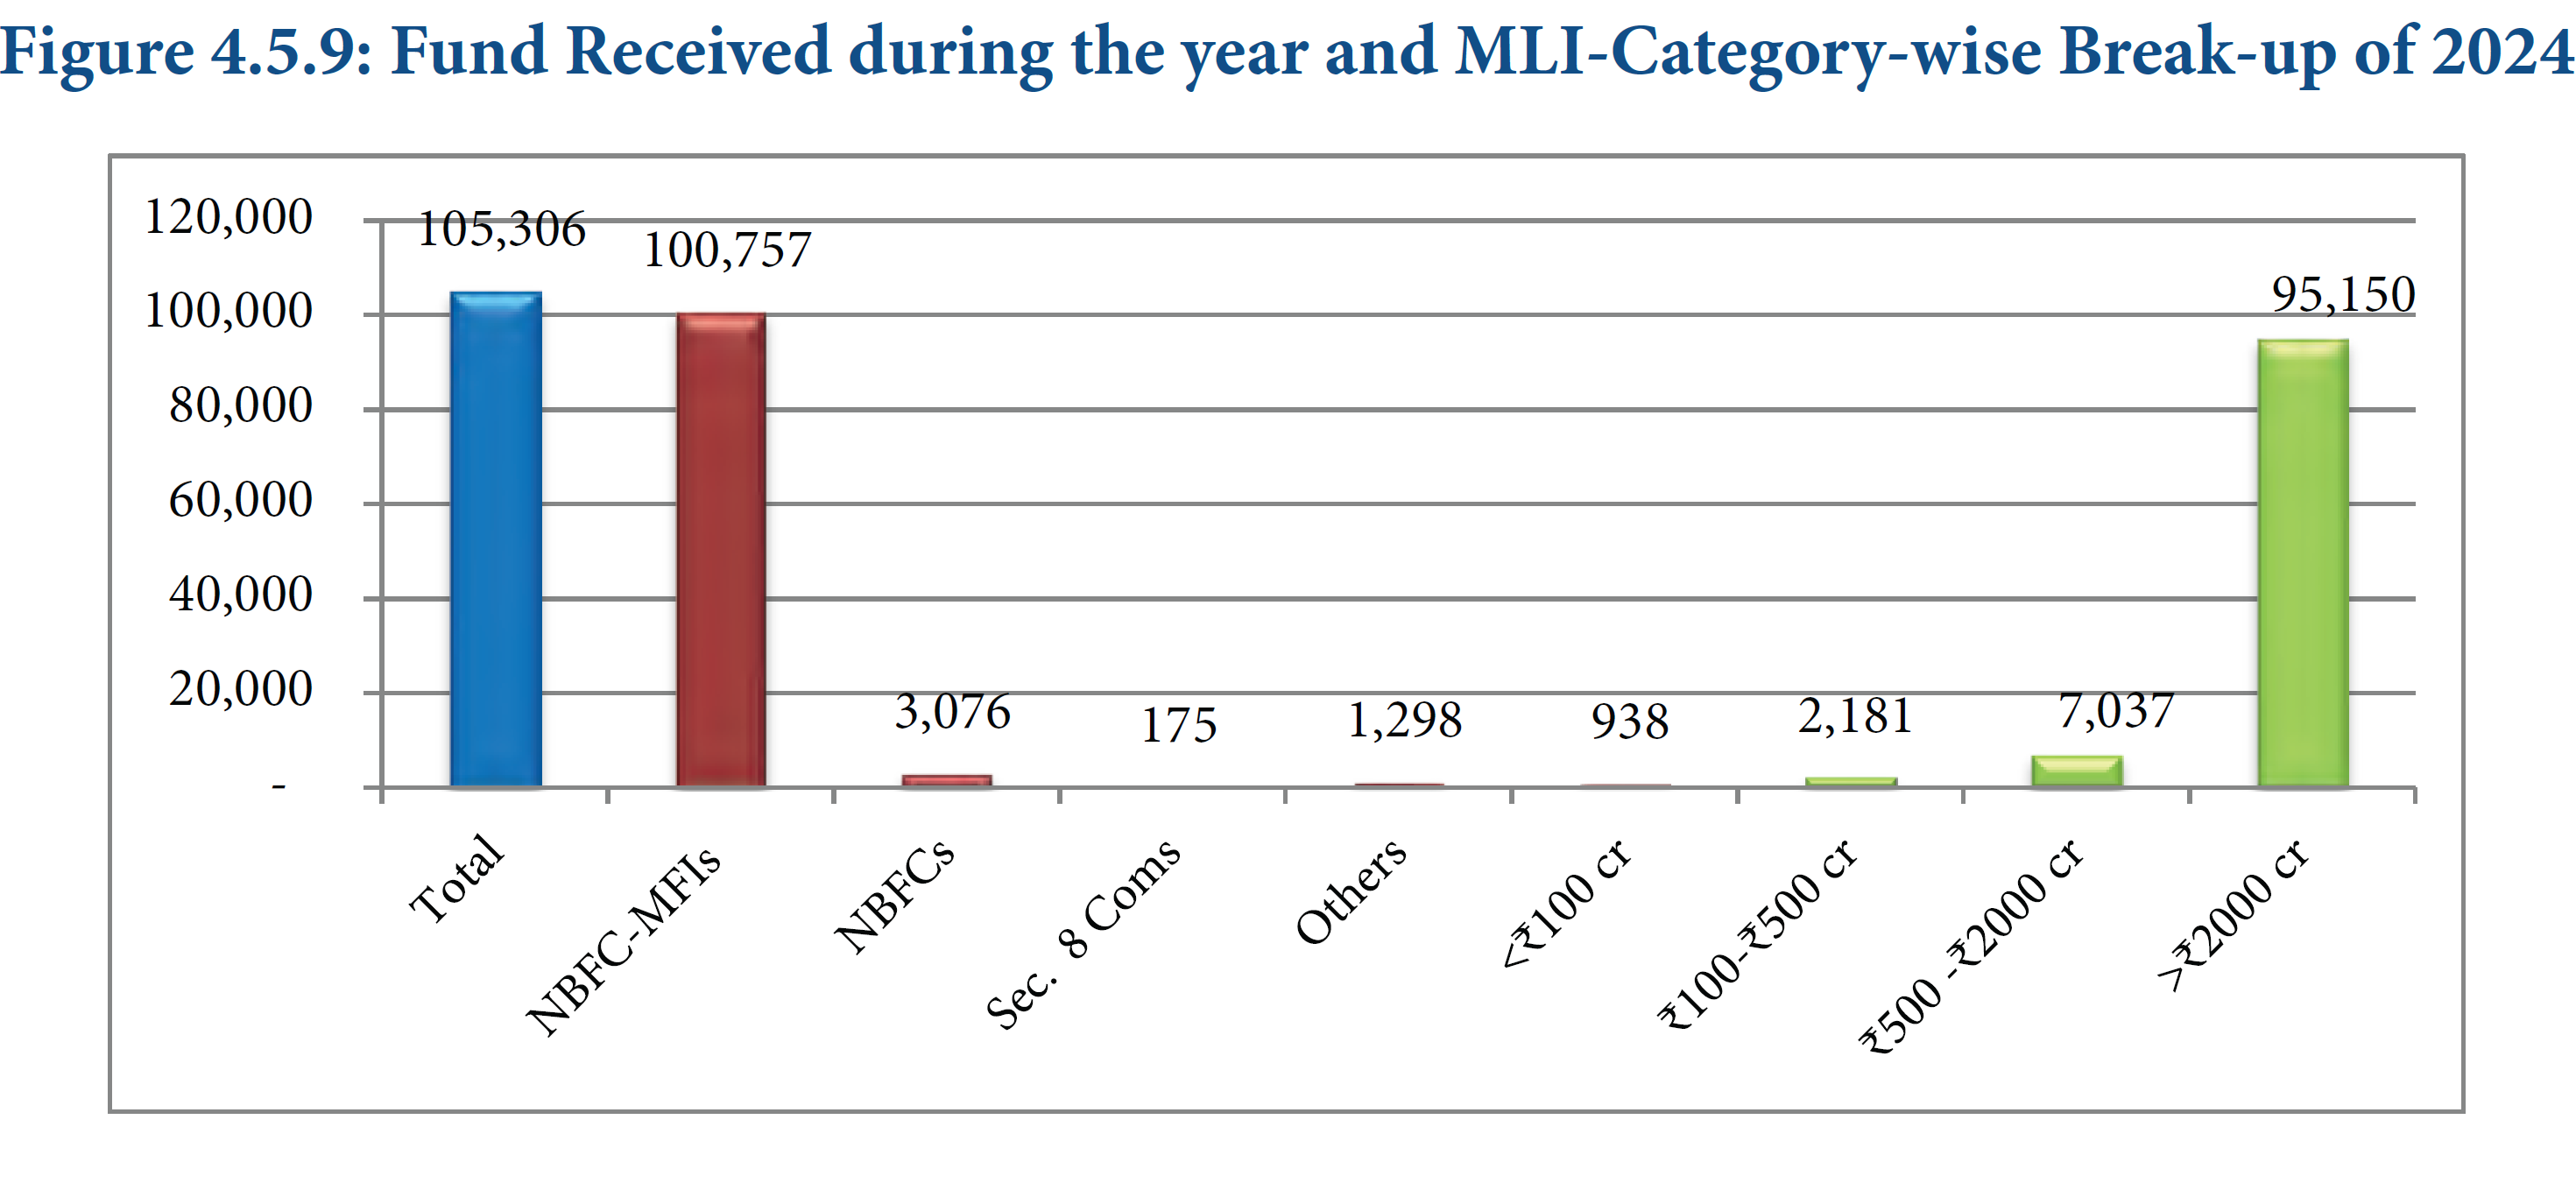 Figure 4.5.9: Fund Received during the year and MLI-Category-wise Break-up of 2024
120,000
100,000
80,000
60,000
40,000
20,000
-
105,306
100,757
3,076
175
1,298
938
2,181
7,037
95,150
Total
NBFC-MFIs
NBFCs
Sec. 8 Coms
Others
<₹100 cr
₹100-₹500 cr
₹500 -₹2000 cr
>₹2000 cr